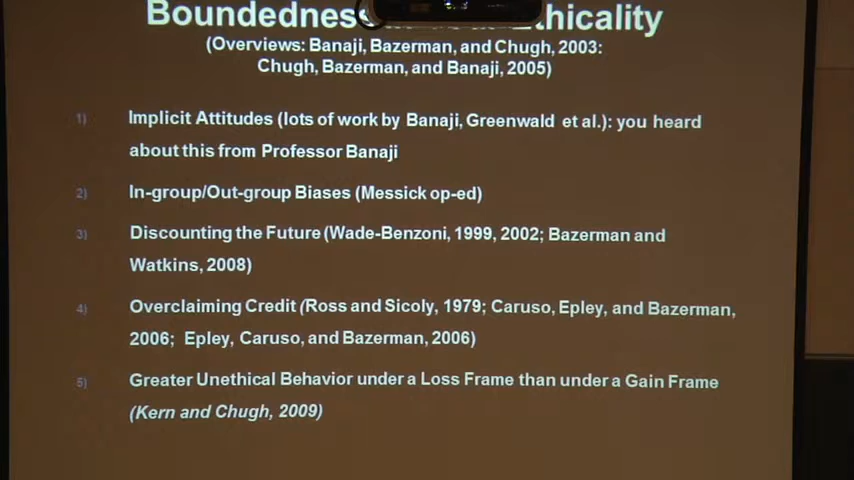 Boundedness Ethicality
(Overviews: Banaji, Bazerman, and Chugh, 2003:
Chugh, Bazerman, and Banaji, 2005)
1) Implicit Attitudes (lots of work by Banaji, Greenwald et al.): you heard
about this from Professor Banaji
2) In-group/Out-group Biases (Messick op-ed)
3) Discounting the Future (Wade-Benzoni, 1999, 2002; Bazerman and
Watkins, 2008)
4) Overclaiming Credit (Ross and Sicoly, 1979; Caruso, Epley, and Bazerman,
2006; Epley, Caruso, and Bazerman, 2006)
5) Greater Unethical Behavior under a Loss Frame than under a Gain Frame
(Kern and Chugh, 2009)